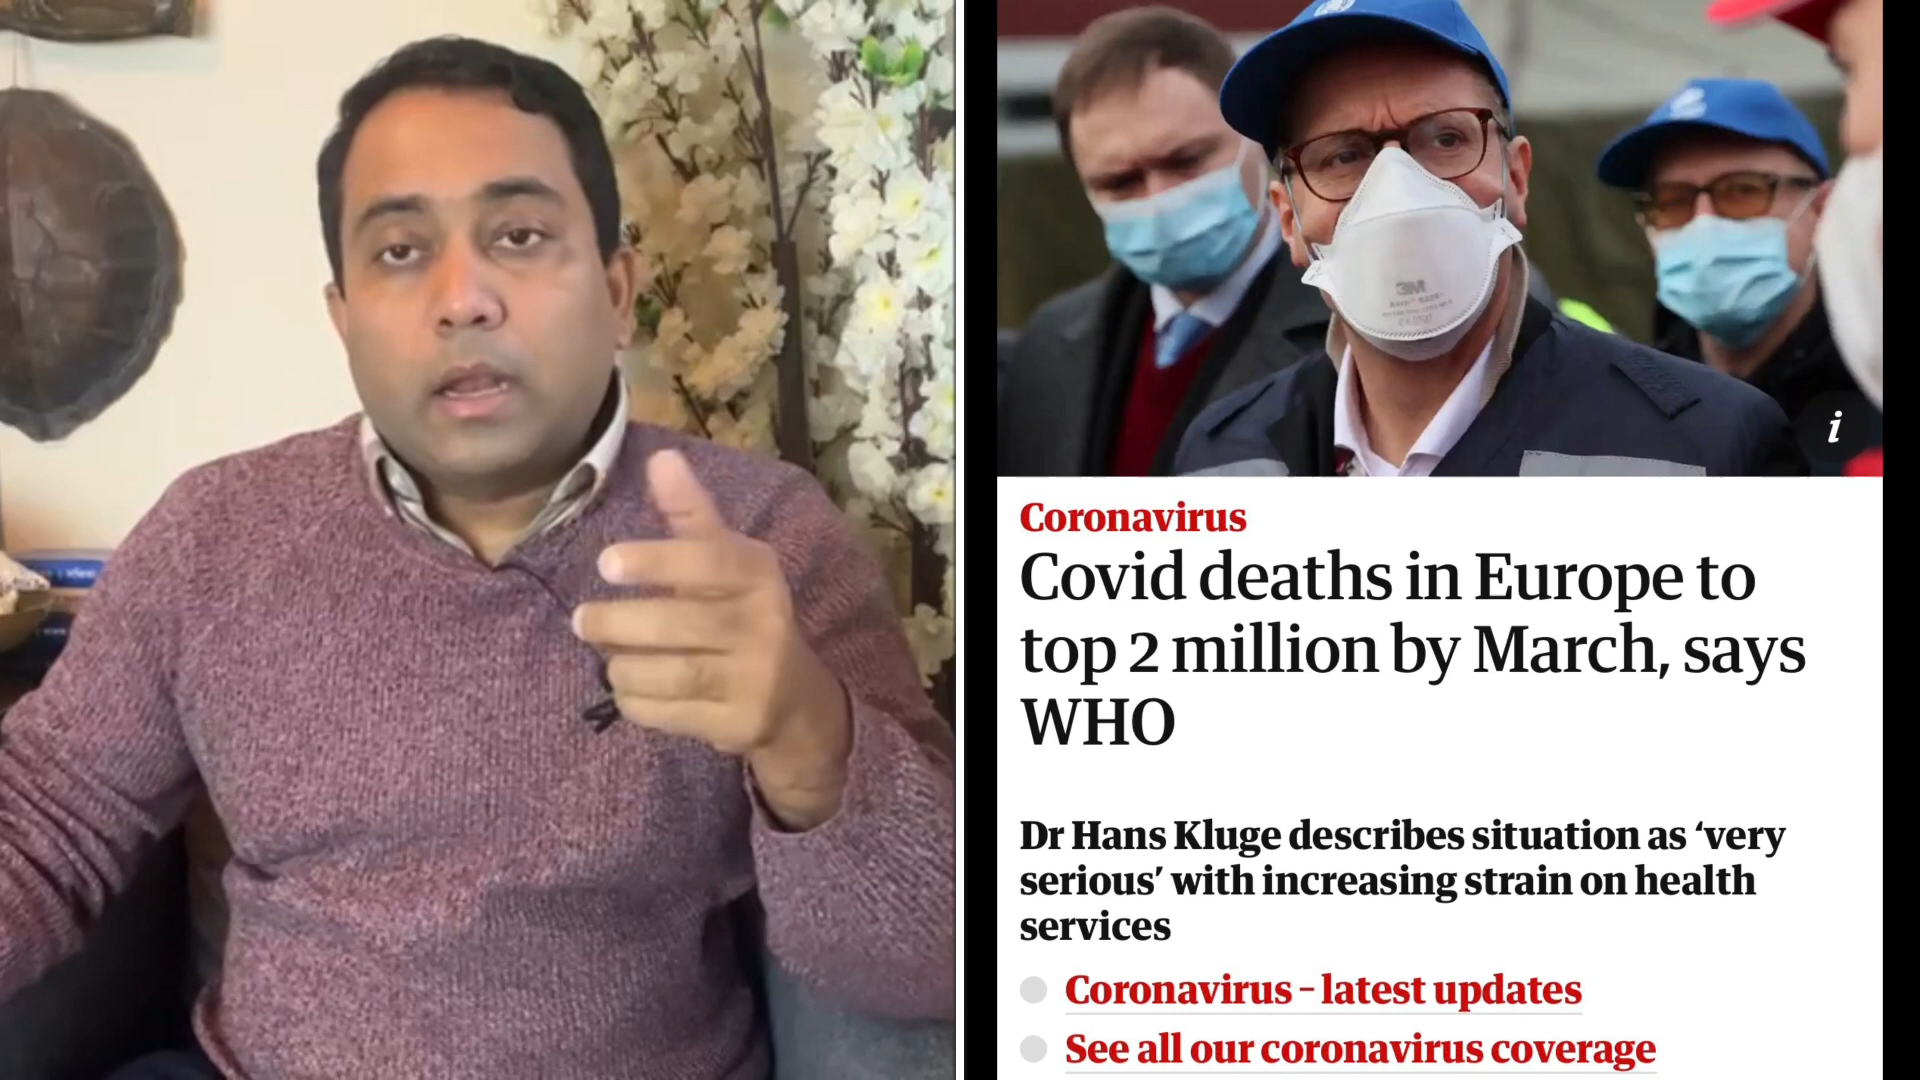 3M
i
Coronavirus
Covid deaths in Europe to
top 2 million by March, says
WHO
Dr Hans Kluge describes situation as ‘very
serious’ with increasing strain on health
services
Coronavirus – latest updates
See all our coronavirus coverage